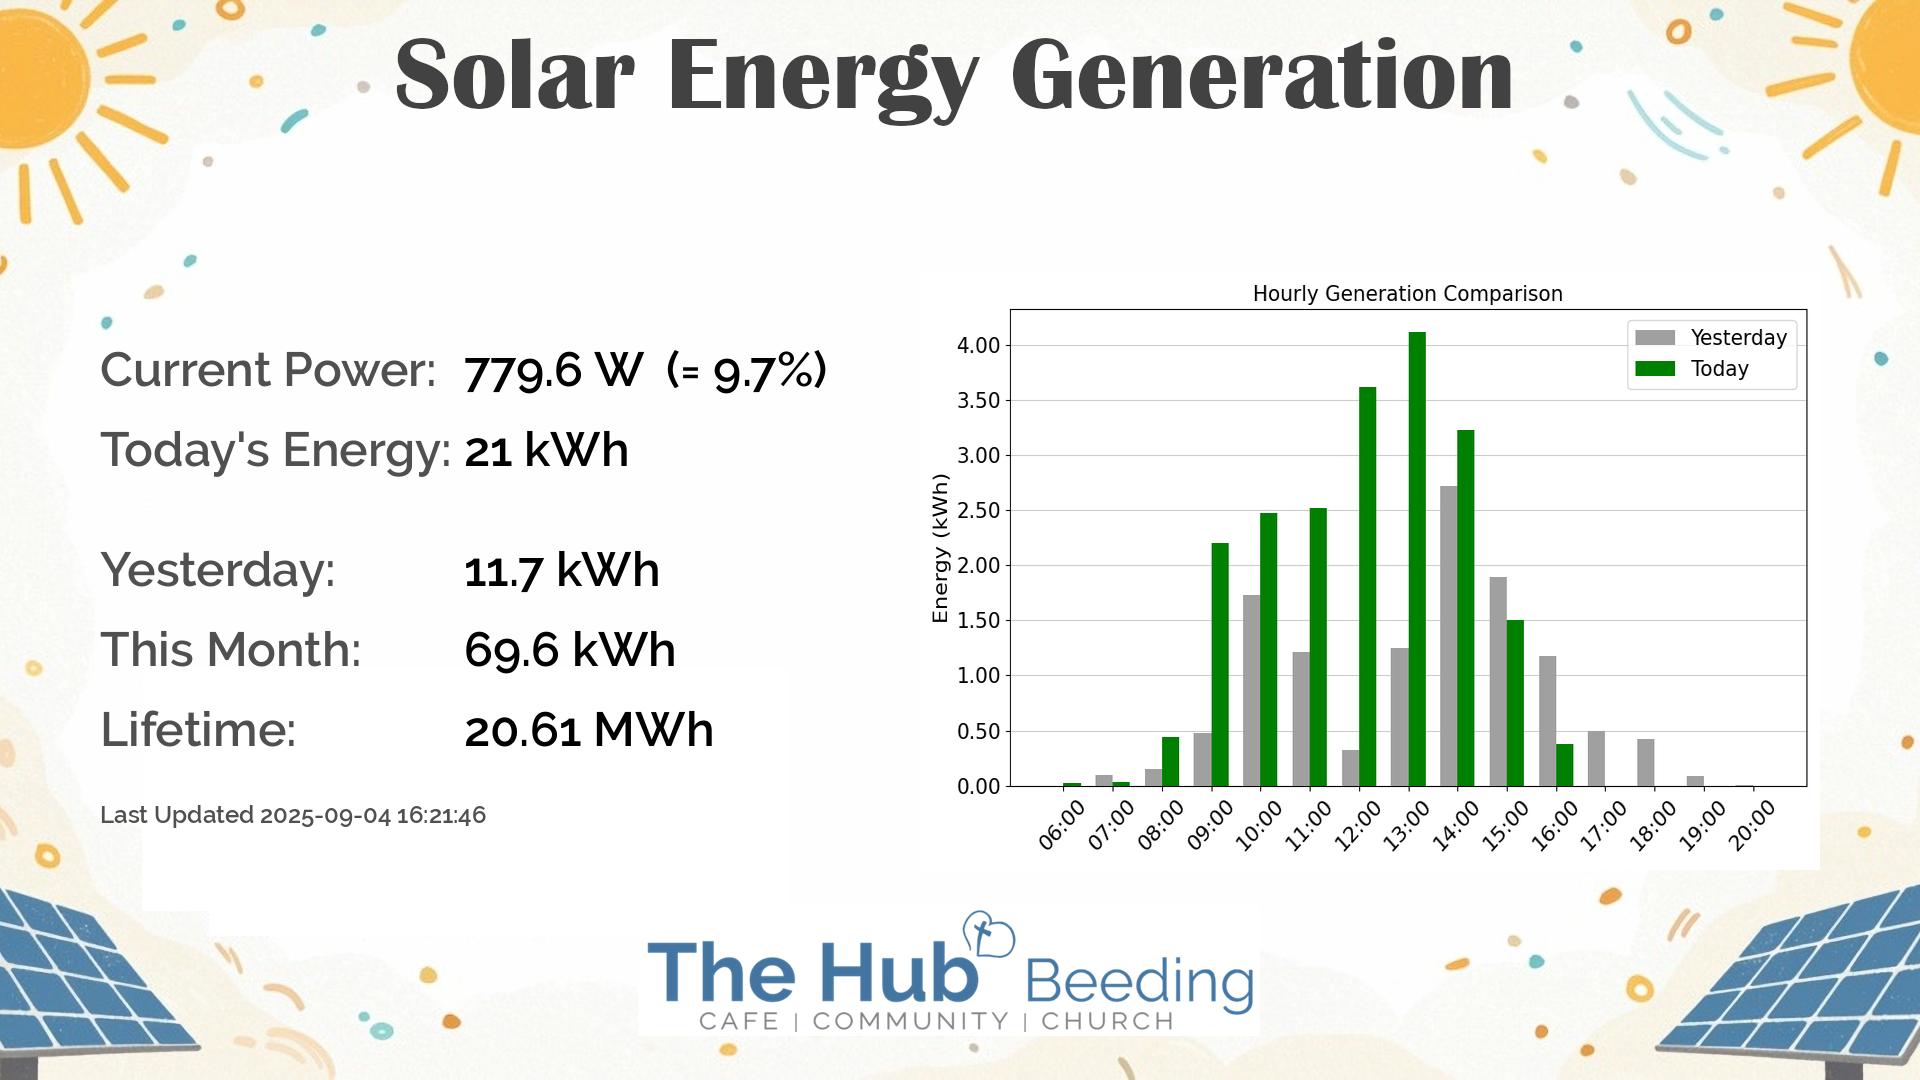 Solar Energy Generation
Current Power: 779.6 W (= 9.7%)
Today's Energy: 21 kWh
Yesterday: 11.7 kWh
This Month: 69.6 kWh
Lifetime: 20.61 MWh
Last Updated 2025-09-04 16:21:46
Hourly Generation Comparison
Yesterday
Today
Energy (kWh)
4.00
3.50
3.00
2.50
2.00
1.50
1.00
0.50
0.00
06:00 07:00 08:00 09:00 10:00 11:00 12:00 13:00 14:00 15:00 16:00 17:00 18:00 19:00 20:00
The Hub Beeding
CAFE | COMMUNITY | CHURCH